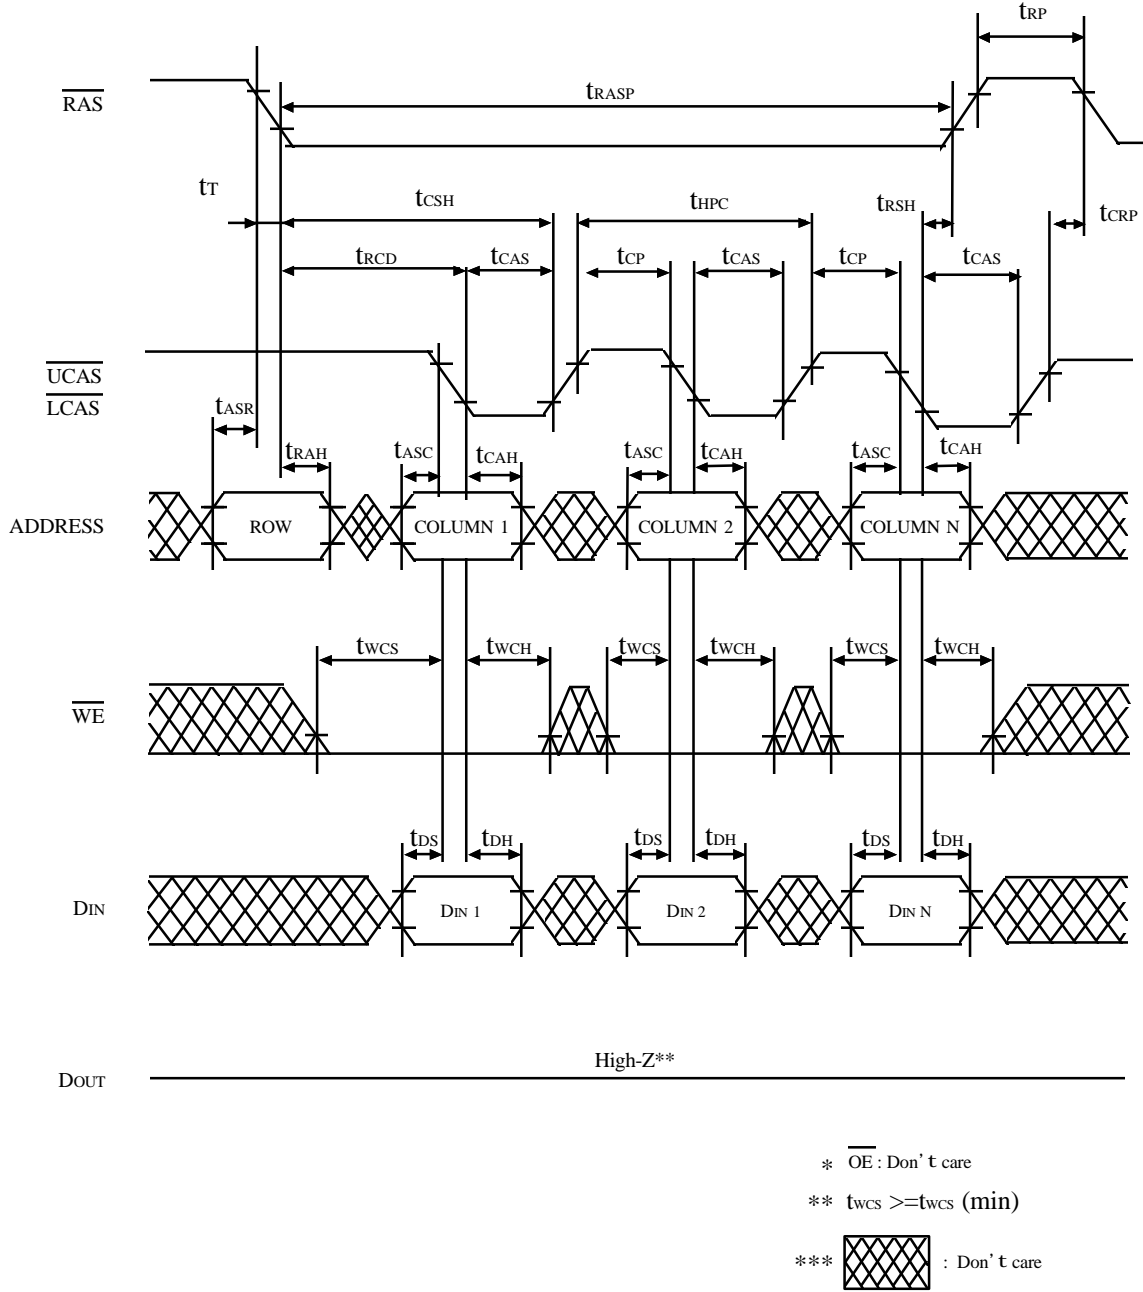 tRP
RAS
tRASP
tT
tCSH
tHPC
tRSH
tCRP
tRCD
tCAS
tCP
tCAS
tCP
tCAS
UCAS
LCAS
tASR
tRAH
tASC
tCAH
tASC
tCAH
tASC
tCAH
ADDRESS
ROW
COLUMN 1
COLUMN 2
COLUMN N
tWCS
tWCH
tWCS
tWCH
tWCS
tWCH
WE
tDS
tDH
tDS
tDH
tDS
tDH
DIN
DIN 1
DIN 2
DIN N
High-Z**
DOUT
* OE : Don't care
** tWCS >=tWCS (min)
*** : Don't care